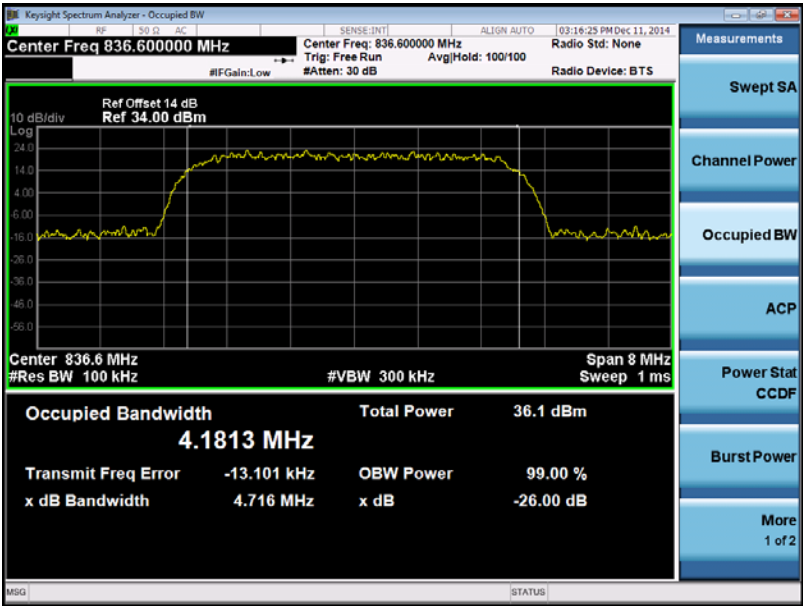 Keysight Spectrum Analyzer - Occupied BW
RF 50 Ω AC SENSE:INT ALIGN AUTO 03:16:25 PM Dec 11, 2014
Center Freq 836.600000 MHz
Center Freq: 836.600000 MHz
Radio Std: None
Trig: Free Run Avg|Hold: 100/100
#IFGain:Low
#Atten: 30 dB
Radio Device: BTS
Ref Offset 14 dB
10 dB/div Ref 34.00 dBm
Log
24.0
14.0
4.00
-6.00
-16.0
-26.0
-36.0
-46.0
-56.0
Center 836.6 MHz Span 8 MHz
#Res BW 100 kHz #VBW 300 kHz Sweep 1 ms
Occupied Bandwidth Total Power 36.1 dBm
4.1813 MHz
Transmit Freq Error -13.101 kHz OBW Power 99.00 %
x dB Bandwidth 4.716 MHz x dB -26.00 dB
MSG STATUS
Measurements
Swept SA
Channel Power
Occupied BW
ACP
Power Stat
CCDF
Burst Power
More
1 of 2